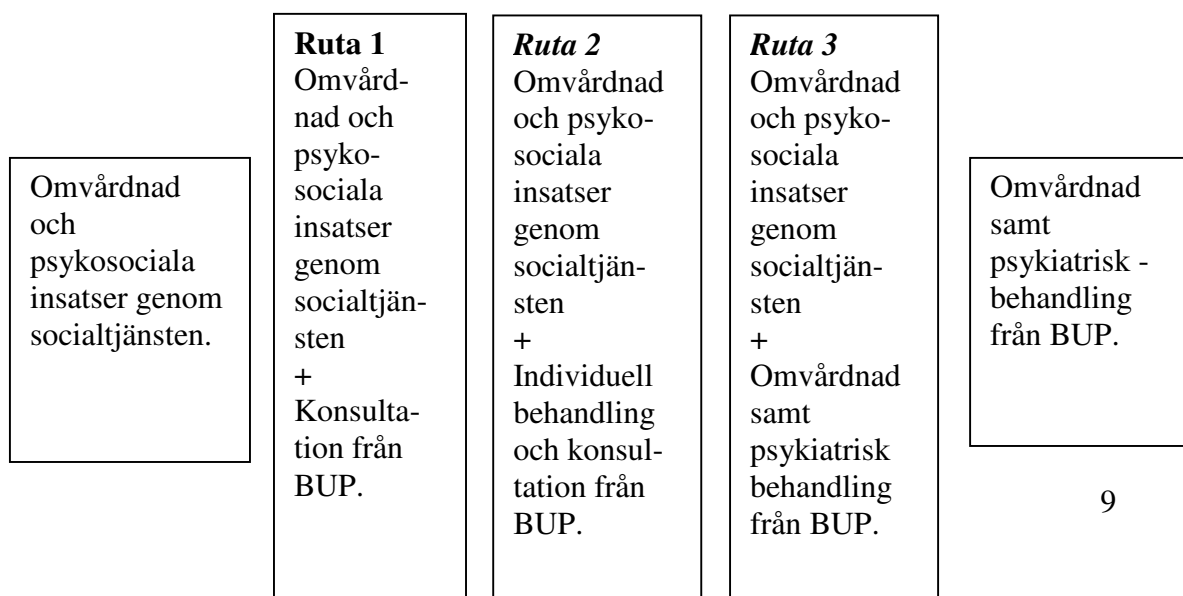 Omvårdnad
och
psykosociala
insatser genom
socialtjänsten.
Ruta 1
Omvård-
nad och
psyko-
sociala
insatser
genom
socialtjän-
sten
+
Konsulta-
tion från
BUP.
Ruta 2
Omvårdnad
och psyko-
sociala
insatser
genom
socialtjän-
sten
+
Individuell
behandling
och konsul-
tation från
BUP.
Ruta 3
Omvårdnad
och psyko-
sociala
insatser
genom
socialtjän-
sten
+
Omvårdnad
samt
psykiatrisk
behandling
från BUP.
Omvårdnad
samt
psykiatrisk -
behandling
från BUP.
9